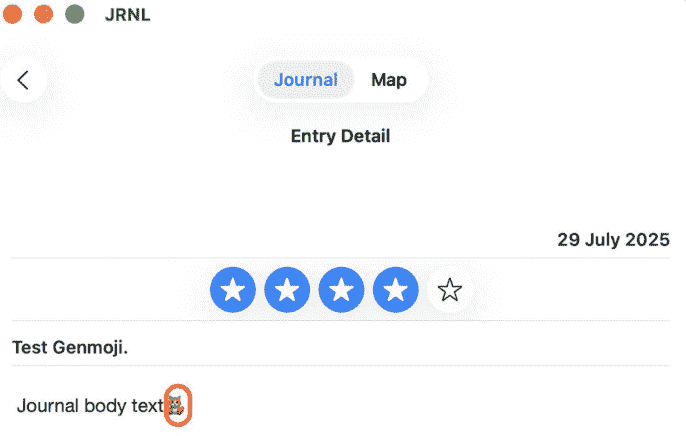 JRNL
Journal Map
Entry Detail
29 July 2025
Test Genmoji.
Journal body text